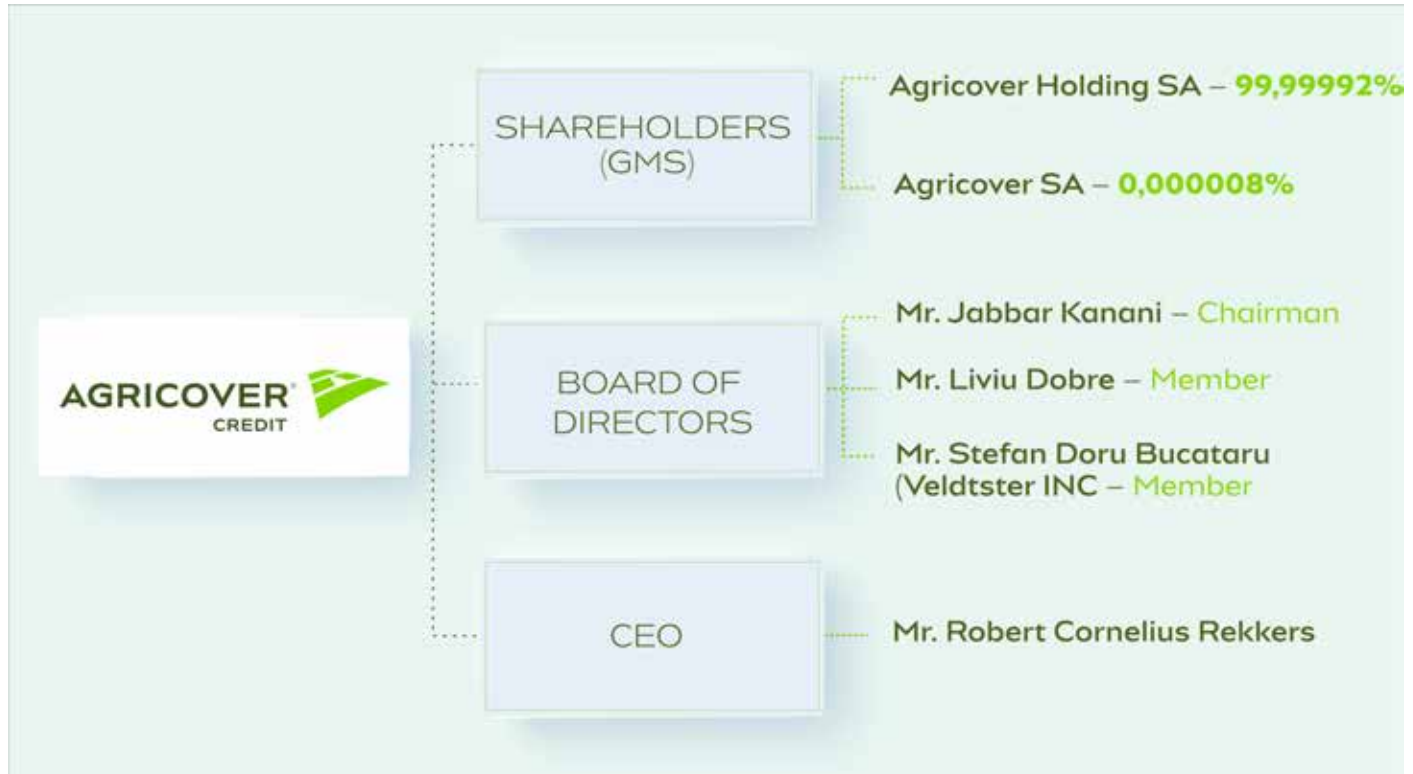 AGRICOVER®
CREDIT
SHAREHOLDERS
(GMS)
Agricover Holding SA – 99,99992%
Agricover SA – 0,000008%
BOARD OF
DIRECTORS
Mr. Jabbar Kanani – Chairman
Mr. Liviu Dobre – Member
Mr. Stefan Doru Bucataru
(Veldtster INC – Member
CEO
Mr. Robert Cornelius Rekkers